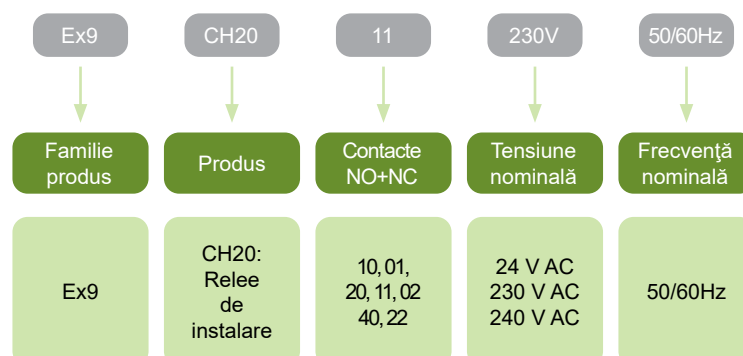 Ex9
CH20
11
230V
50/60Hz
Familie
produs
Produs
Contacte
NO+NC
Tensiune
nominală
Frecvenţă
nominală
Ex9
CH20:
Relee
de
instalare
10, 01,
20, 11, 02
40, 22
24 V AC
230 V AC
240 V AC
50/60Hz